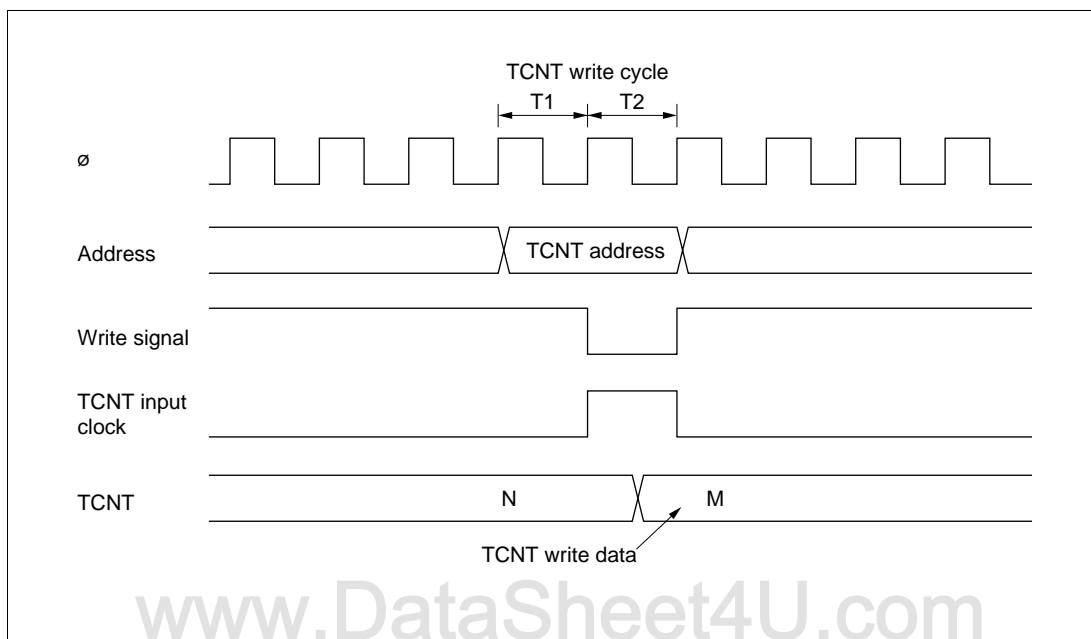 TCNT write cycle
T1 T2
ø
Address
TCNT address
Write signal
TCNT input
clock
TCNT
N M
TCNT write data
www.DataSheet4U.com